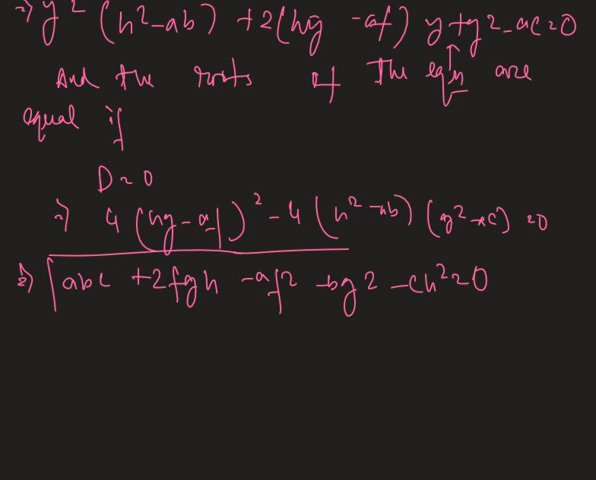 =) y² (h²-ab) +2(hg -af) y+g²-ac=0
And the roots of The eqn are
equal if
D=0
=) 4 (hg-af)² -4 (h²-ab) (g²-ac) =0
=) abc +2fgh -af² -bg² -ch²=0